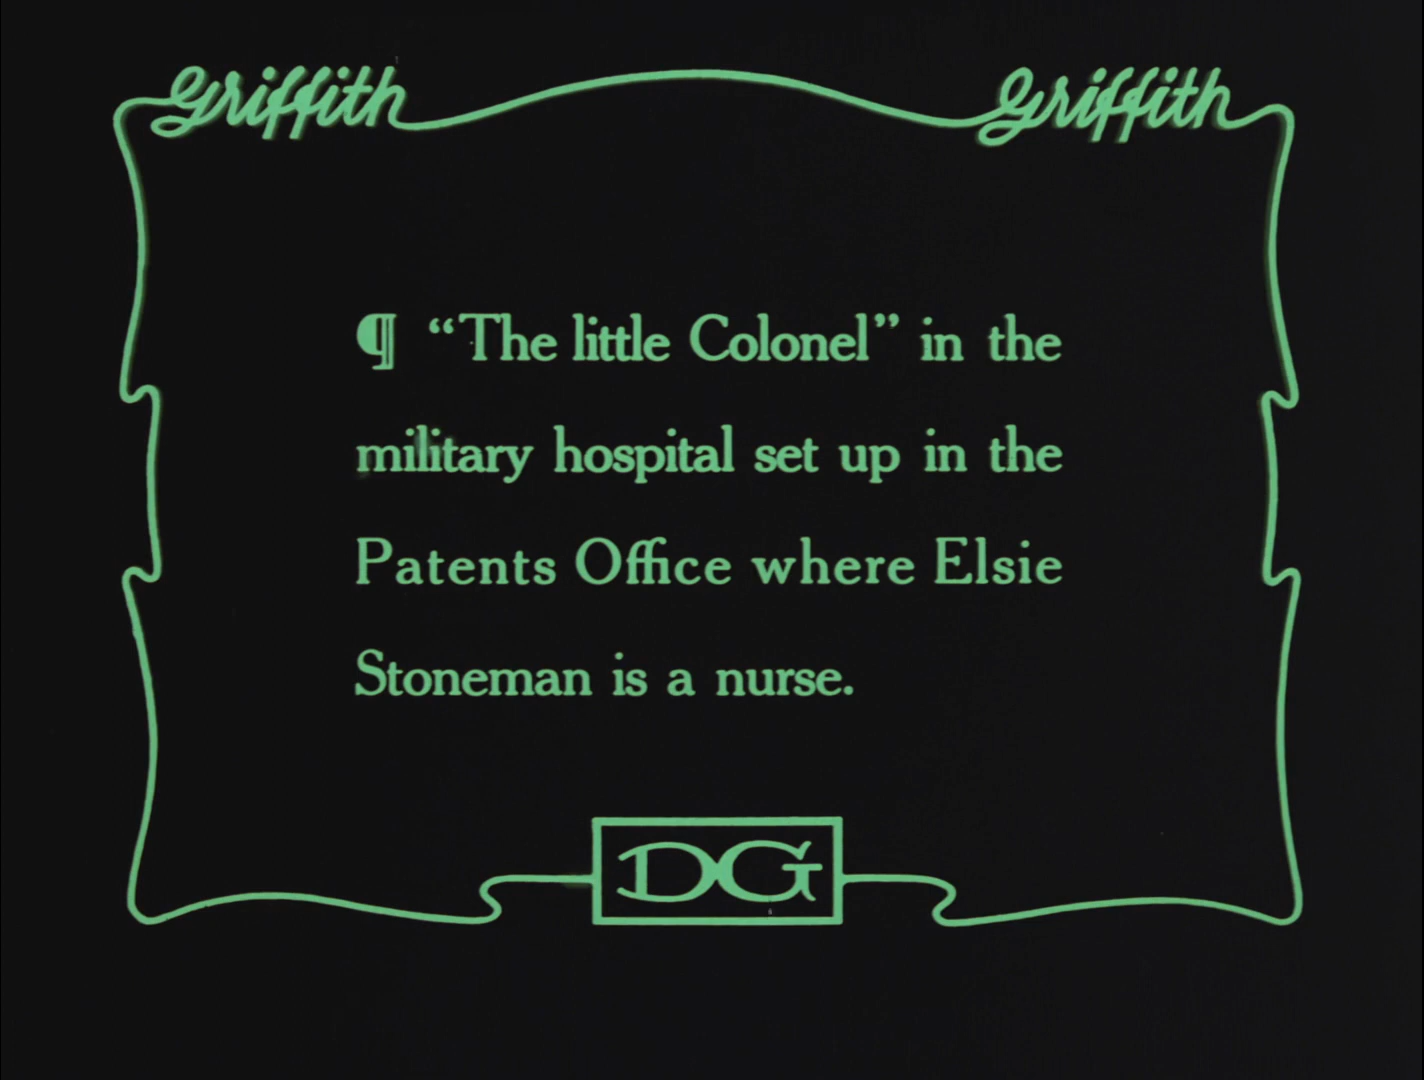 Griffith Griffith
¶ “The little Colonel” in the
military hospital set up in the
Patents Office where Elsie
Stoneman is a nurse.
DG